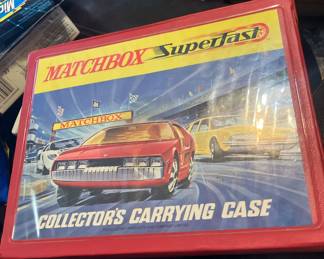 MATCHBOX Superfast
MATCHBOX
COLLECTOR'S CARRYING CASE